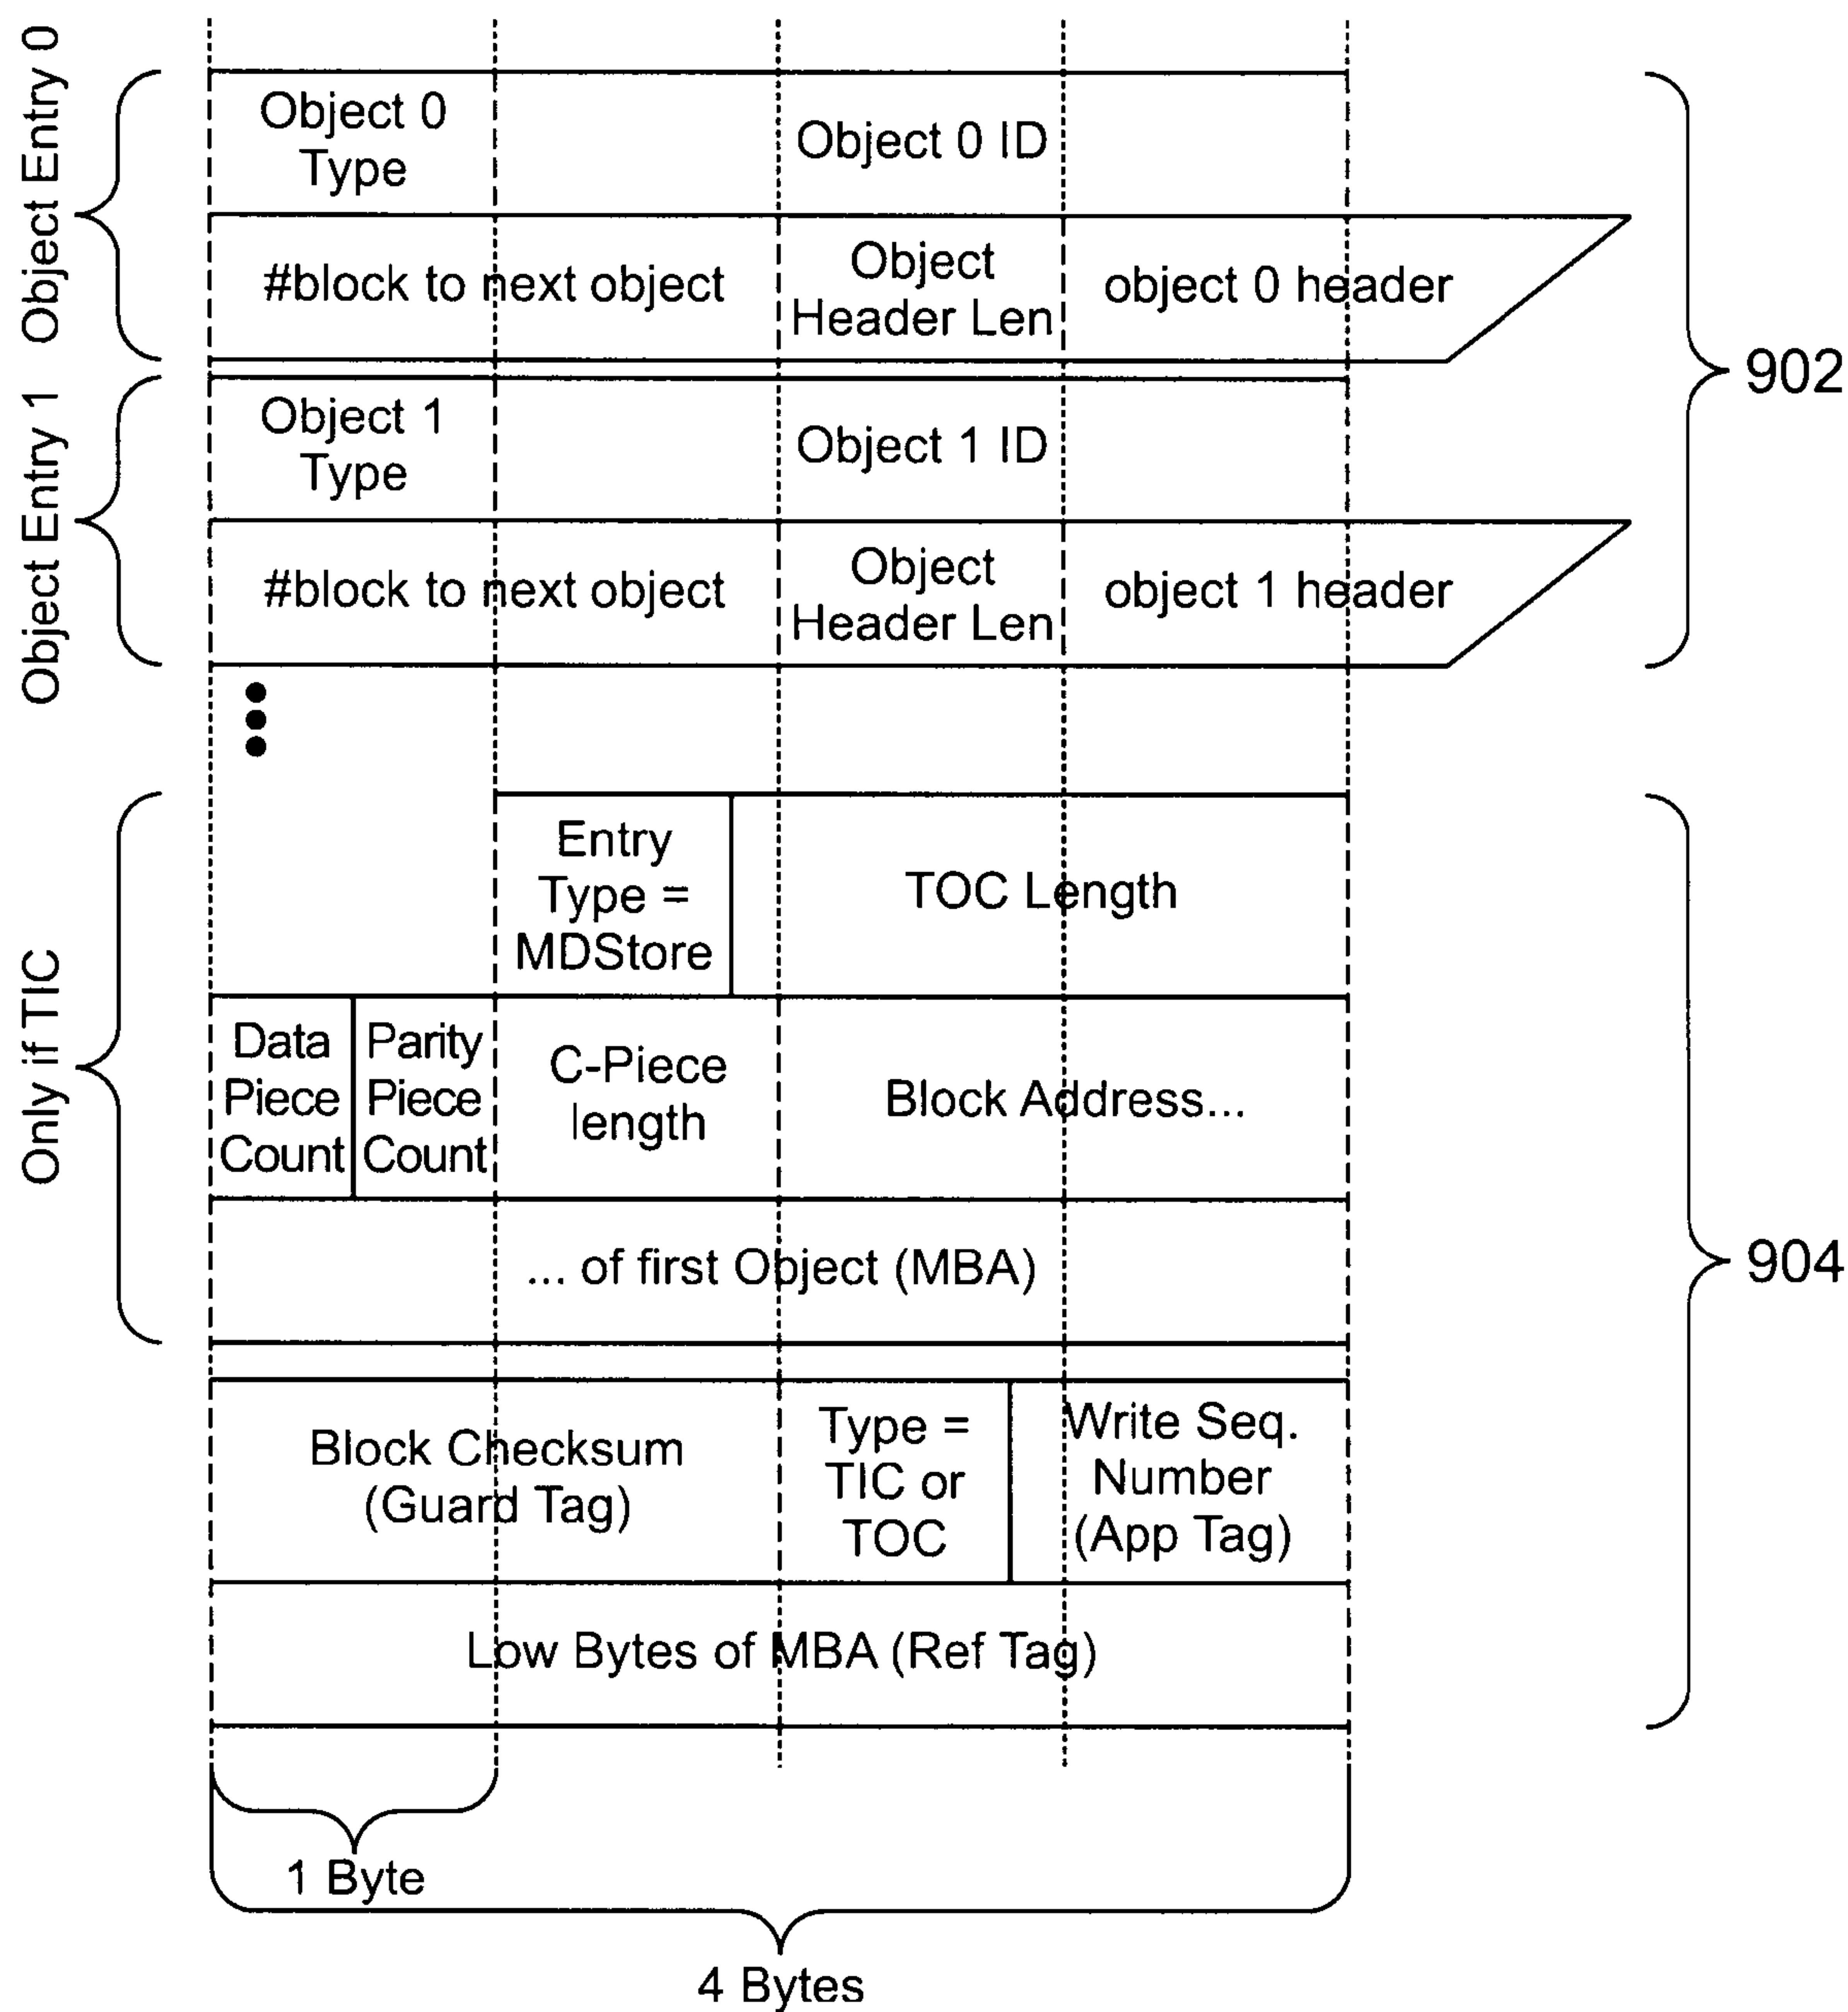 Object Entry 0
Object 0
Type
Object 0 ID
#block to next object
Object
Header Len
object 0 header
902
Object Entry 1
Object 1
Type
Object 1 ID
#block to next object
Object
Header Len
object 1 header
Only if TIC
Entry
Type =
MDStore
TOC Length
Data
Piece
Count
Parity
Piece
Count
C-Piece
length
Block Address...
... of first Object (MBA)
904
Block Checksum
(Guard Tag)
Type =
TIC or
TOC
Write Seq.
Number
(App Tag)
Low Bytes of MBA (Ref Tag)
1 Byte
4 Bytes